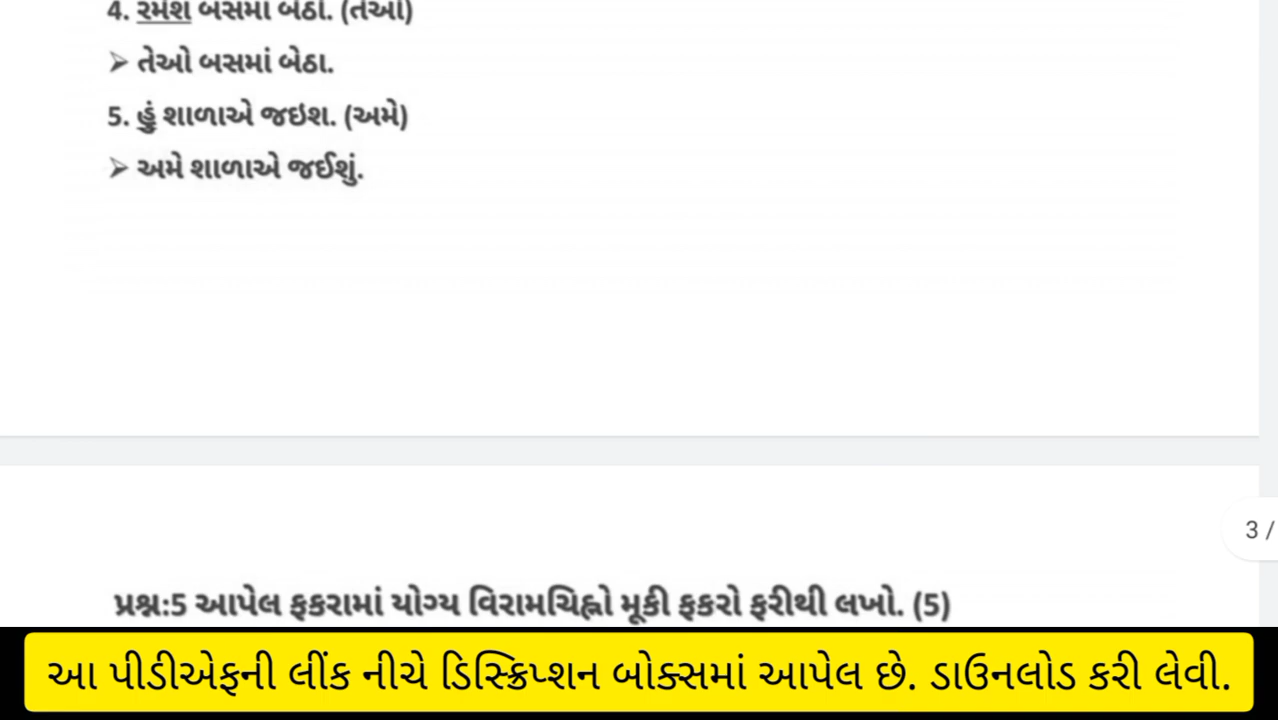 4. રમેશ બસમાં બેઠો. (તેઓ)
➢ તેઓ બસમાં બેઠા.
5. હું શાળાએ જઇશ. (અમે)
➢ અમે શાળાએ જઈશું.
3 /
પ્રશ્ન:5 આપેલ ફકરામાં યોગ્ય વિરામચિહ્નો મૂકી ફકરો ફરીથી લખો. (5)
આ પીડીએફની લીંક નીચે ડિસ્ક્રિપ્શન બોક્સમાં આપેલ છે. ડાઉનલોડ કરી લેવી.